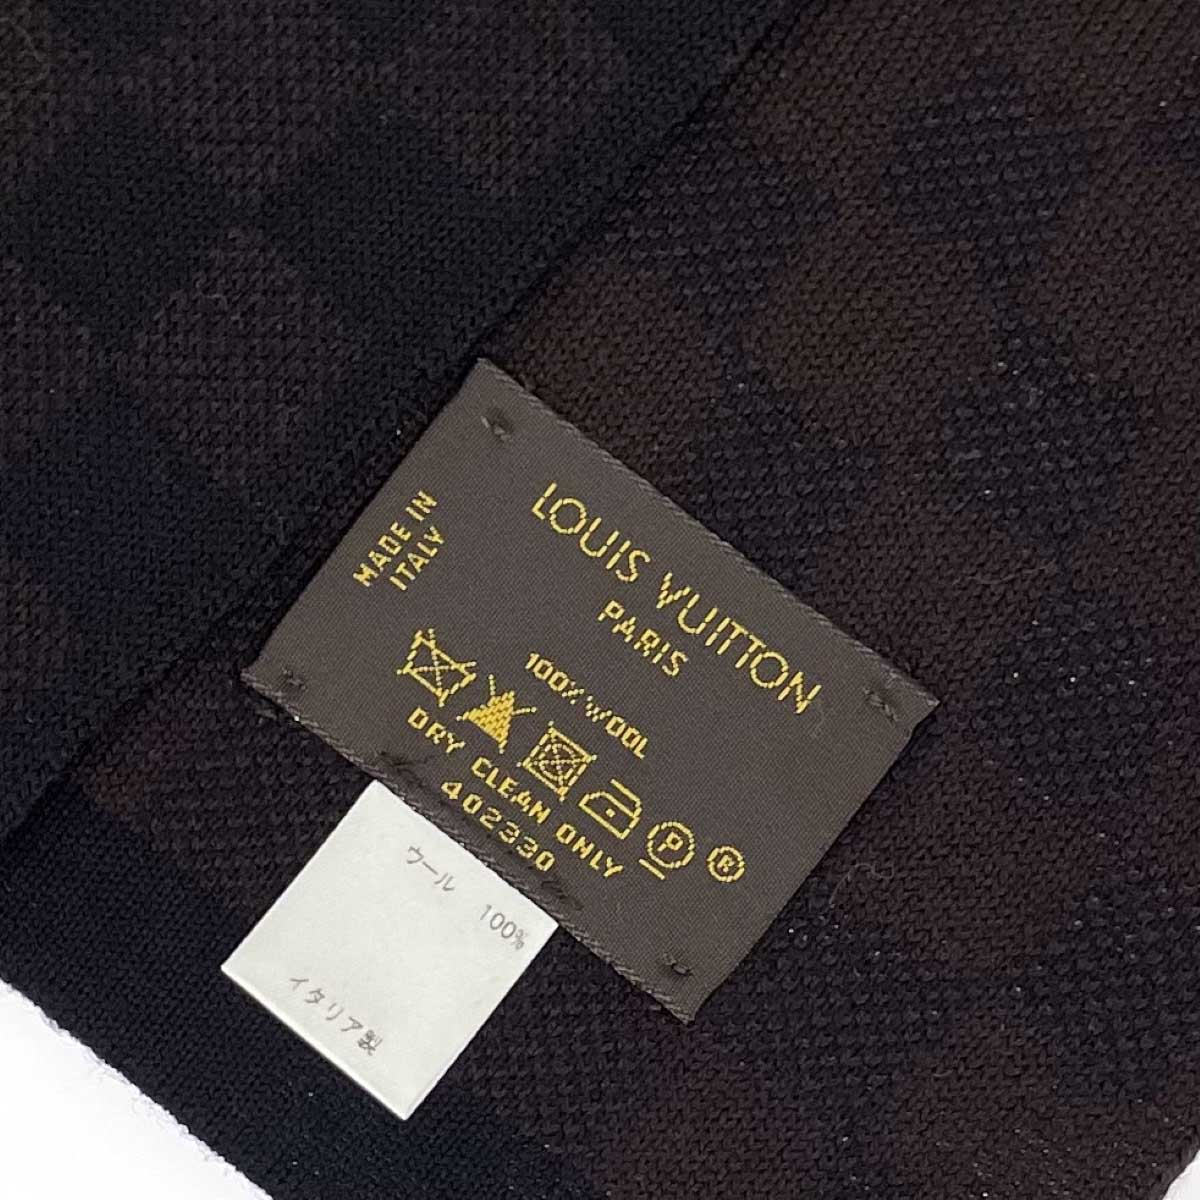 LOUIS VUITTON
PARIS
MADE IN
ITALY
100% WOOL
P
R
DRY CLEAN ONLY
402330
ウール 100%
イタリア製